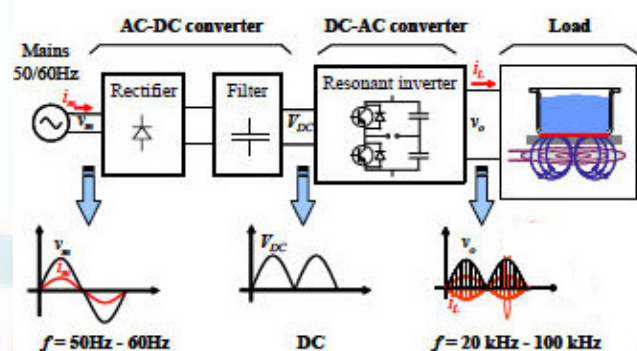 AC-DC converter
DC-AC converter
Load
Mains
50/60Hz
i_m
v_m
Rectifier
Filter
V_DC
Resonant inverter
i_L
v_o
v_m
i_m
V_DC
v_o
i_L
f = 50Hz - 60Hz
DC
f = 20 kHz - 100 kHz